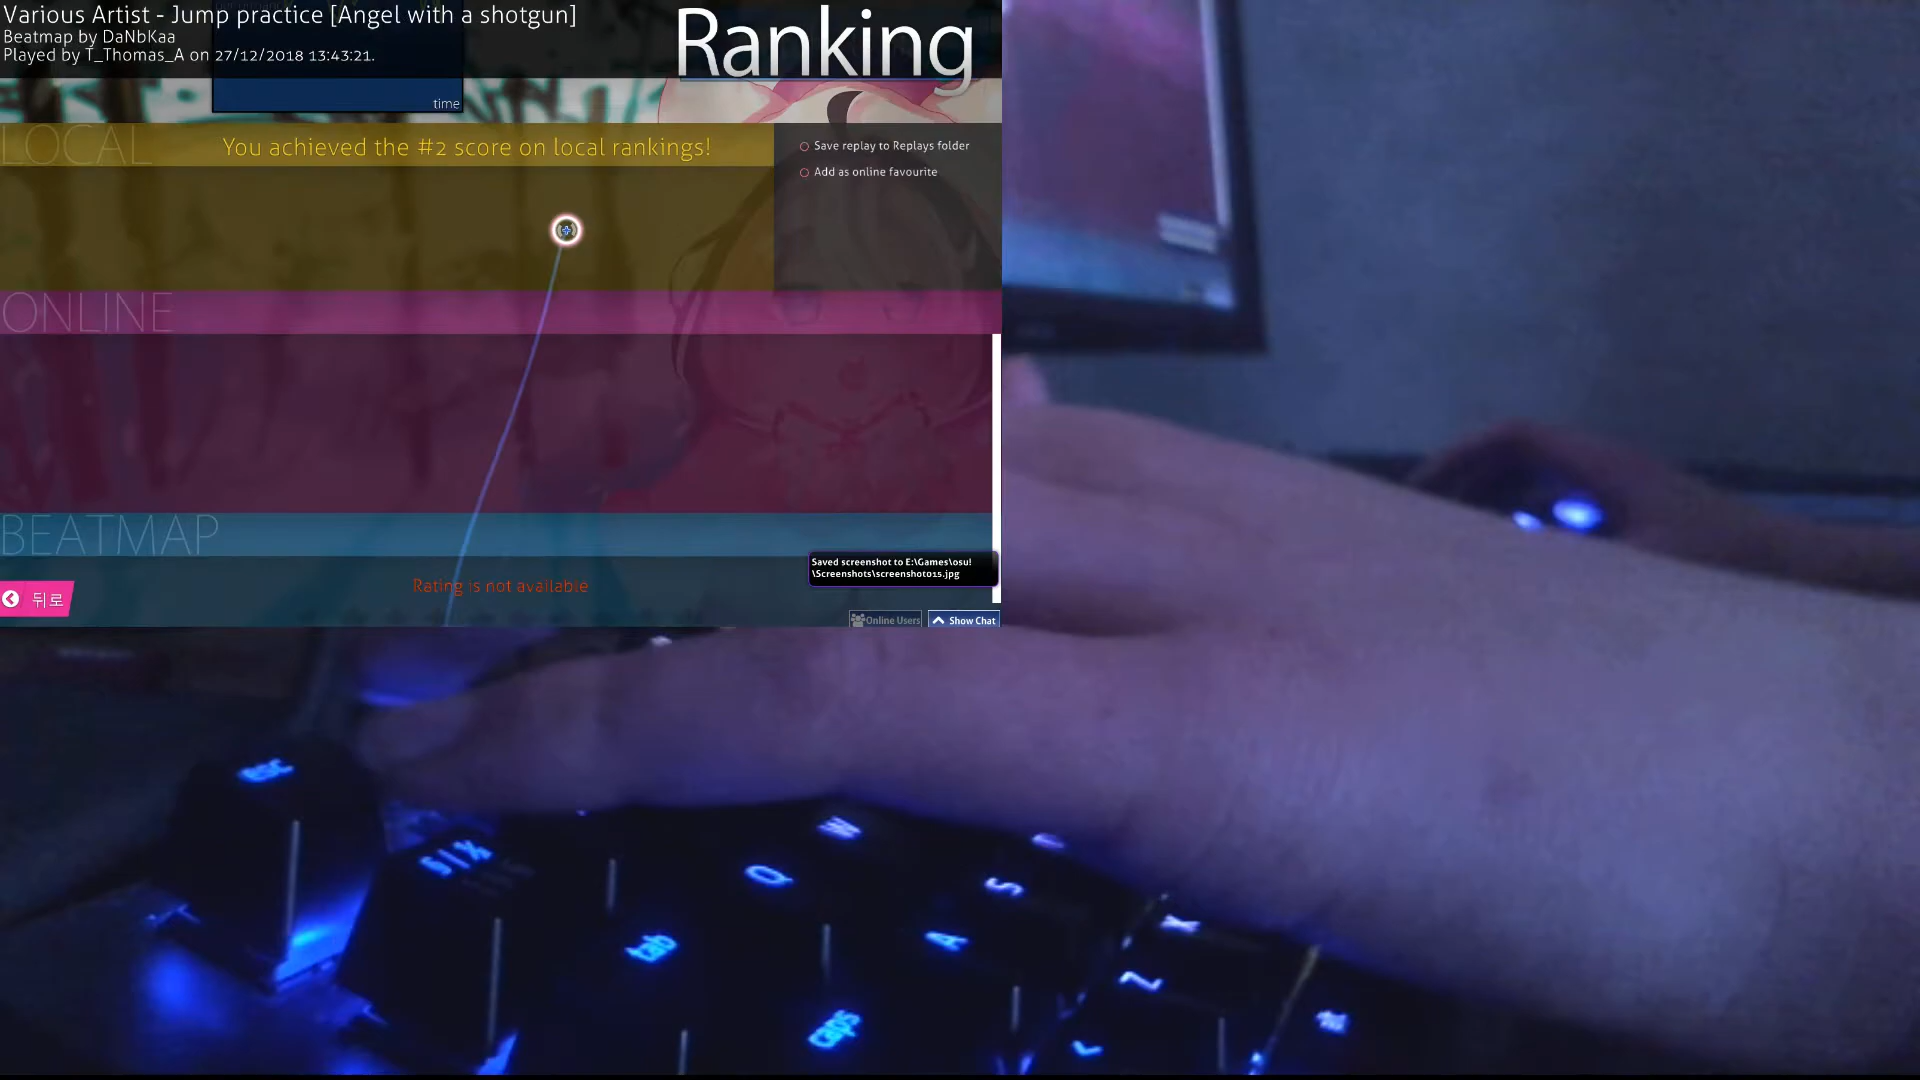 Various Artist - Jump practice [Angel with a shotgun]
Beatmap by DaNbKaa
Played by T_Thomas_A on 27/12/2018 13:43:21.
Ranking
time
LOCAL
You achieved the #2 score on local rankings!
Save replay to Replays folder
Add as online favourite
ONLINE
BEATMAP
Saved screenshot to E:\Games\osu!
\Screenshots\screenshot015.jpg
Rating is not available
뒤로
Online Users
Show Chat
esc
W
Q
S
X
tab
A
Z
caps